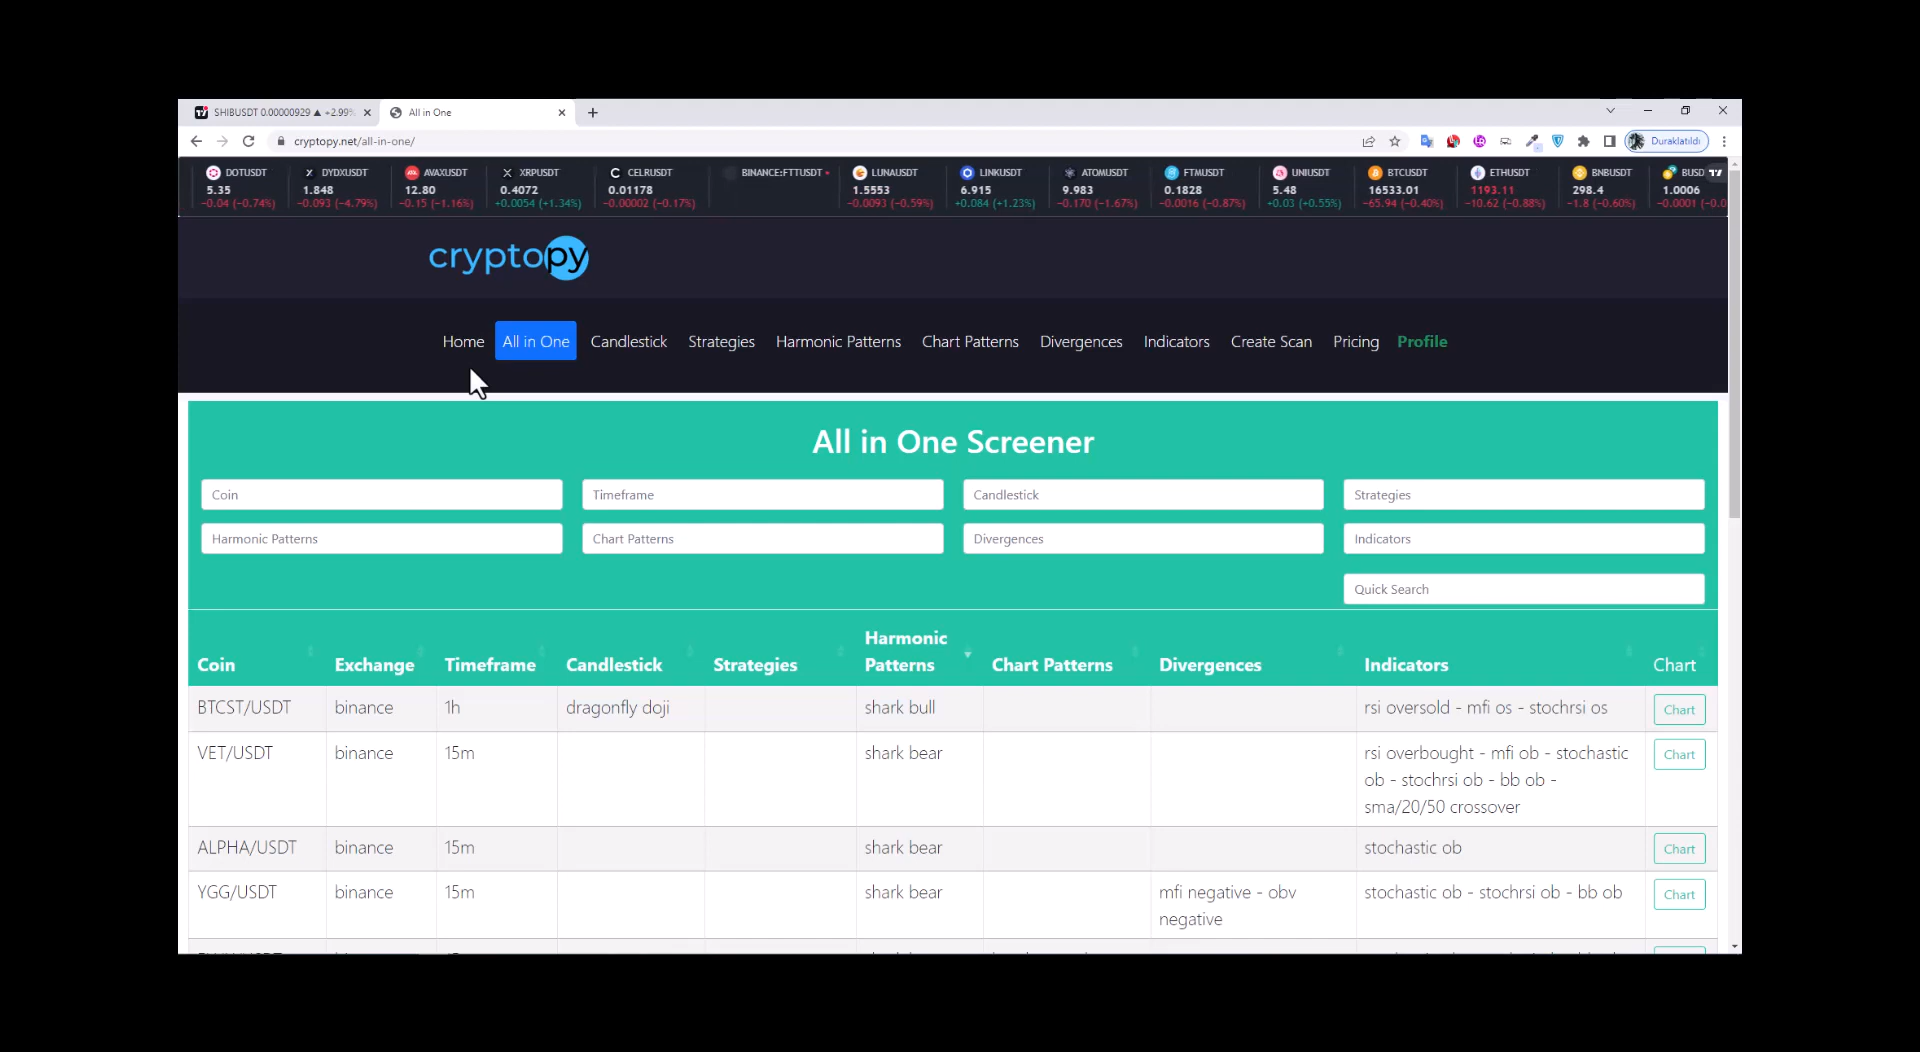 SHIBUSDT 0.00000929 ▲ +2.99%
All in One
cryptopy.net/all-in-one/
Duraklatıldı
DOTUSDT DYDXUSDT AVAXUSDT XRPUSDT CELRUSDT BINANCE:FTTUSDT LUNAUSDT LINKUSDT ATOMUSDT FTMUSDT UNIUSDT BTCUSDT ETHUSDT BNBUSDT BUSD
5.35 1.848 12.80 0.4072 0.01178 1.5553 6.915 9.983 0.1828 5.48 16533.01 1193.11 298.4 1.0006
−0.04 (−0.74%) −0.093 (−4.79%) −0.15 (−1.16%) +0.0054 (+1.34%) −0.00002 (−0.17%) −0.0093 (−0.59%) +0.084 (+1.23%) −0.170 (−1.67%) −0.0016 (−0.87%) +0.03 (+0.55%) −65.94 (−0.40%) −10.62 (−0.88%) −1.8 (−0.60%) −0.0001 (−0.0
cryptopy
Home All in One Candlestick Strategies Harmonic Patterns Chart Patterns Divergences Indicators Create Scan Pricing Profile
All in One Screener
Coin Timeframe Candlestick Strategies
Harmonic Patterns Chart Patterns Divergences Indicators
Quick Search
Coin Exchange Timeframe Candlestick Strategies Harmonic Patterns Chart Patterns Divergences Indicators Chart
BTCST/USDT binance 1h dragonfly doji shark bull rsi oversold - mfi os - stochrsi os Chart
VET/USDT binance 15m shark bear rsi overbought - mfi ob - stochastic Chart
ob - stochrsi ob - bb ob -
sma/20/50 crossover
ALPHA/USDT binance 15m shark bear stochastic ob Chart
YGG/USDT binance 15m shark bear mfi negative - obv stochastic ob - stochrsi ob - bb ob Chart
negative